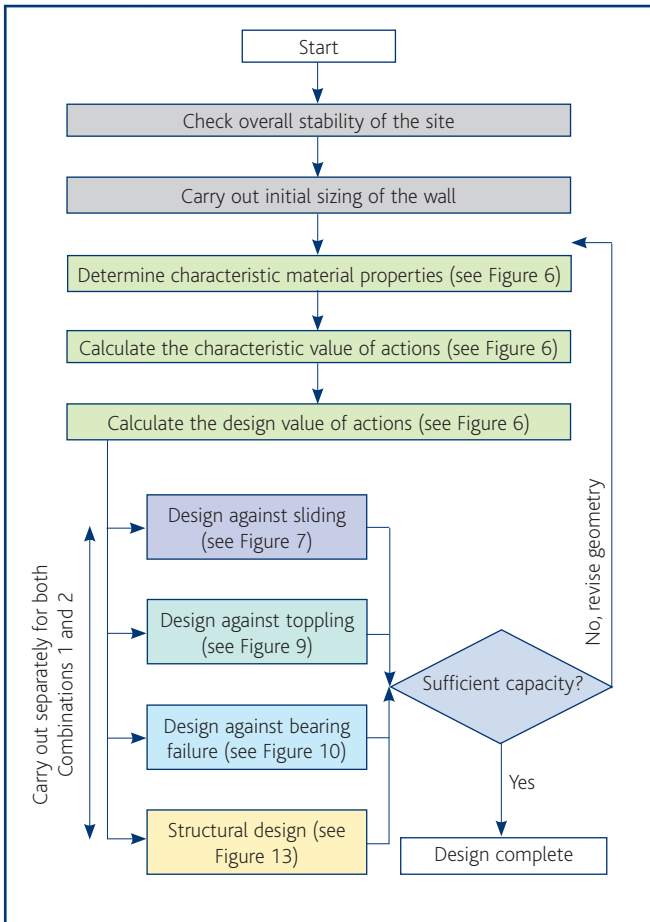 Start
Check overall stability of the site
Carry out initial sizing of the wall
Determine characteristic material properties (see Figure 6)
Calculate the characteristic value of actions (see Figure 6)
Calculate the design value of actions (see Figure 6)
Carry out separately for both
Combinations 1 and 2
Design against sliding
(see Figure 7)
Design against toppling
(see Figure 9)
Design against bearing
failure (see Figure 10)
Structural design (see
Figure 13)
Sufficient capacity?
No, revise geometry
Yes
Design complete